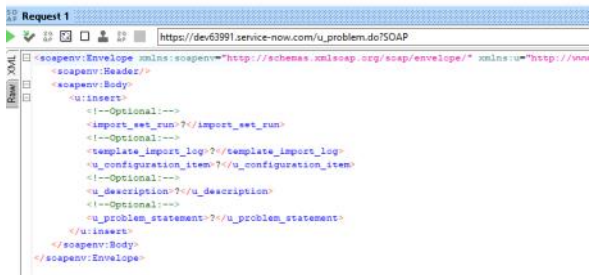 Request 1
https://dev63991.service-now.com/u_problem.do?SOAP
<soapenv:Envelope xmlns:soapenv="http://schemas.xmlsoap.org/soap/envelope/" xmlns:u="http://www
<soapenv:Header/>
<soapenv:Body>
<u:insert>
<!--Optional:-->
<import_set_run>?</import_set_run>
<!--Optional:-->
<template_import_log>?</template_import_log>
<u_configuration_item>?</u_configuration_item>
<!--Optional:-->
<u_description>?</u_description>
<!--Optional:-->
<u_problem_statement>?</u_problem_statement>
</u:insert>
</soapenv:Body>
</soapenv:Envelope>
XML
Raw